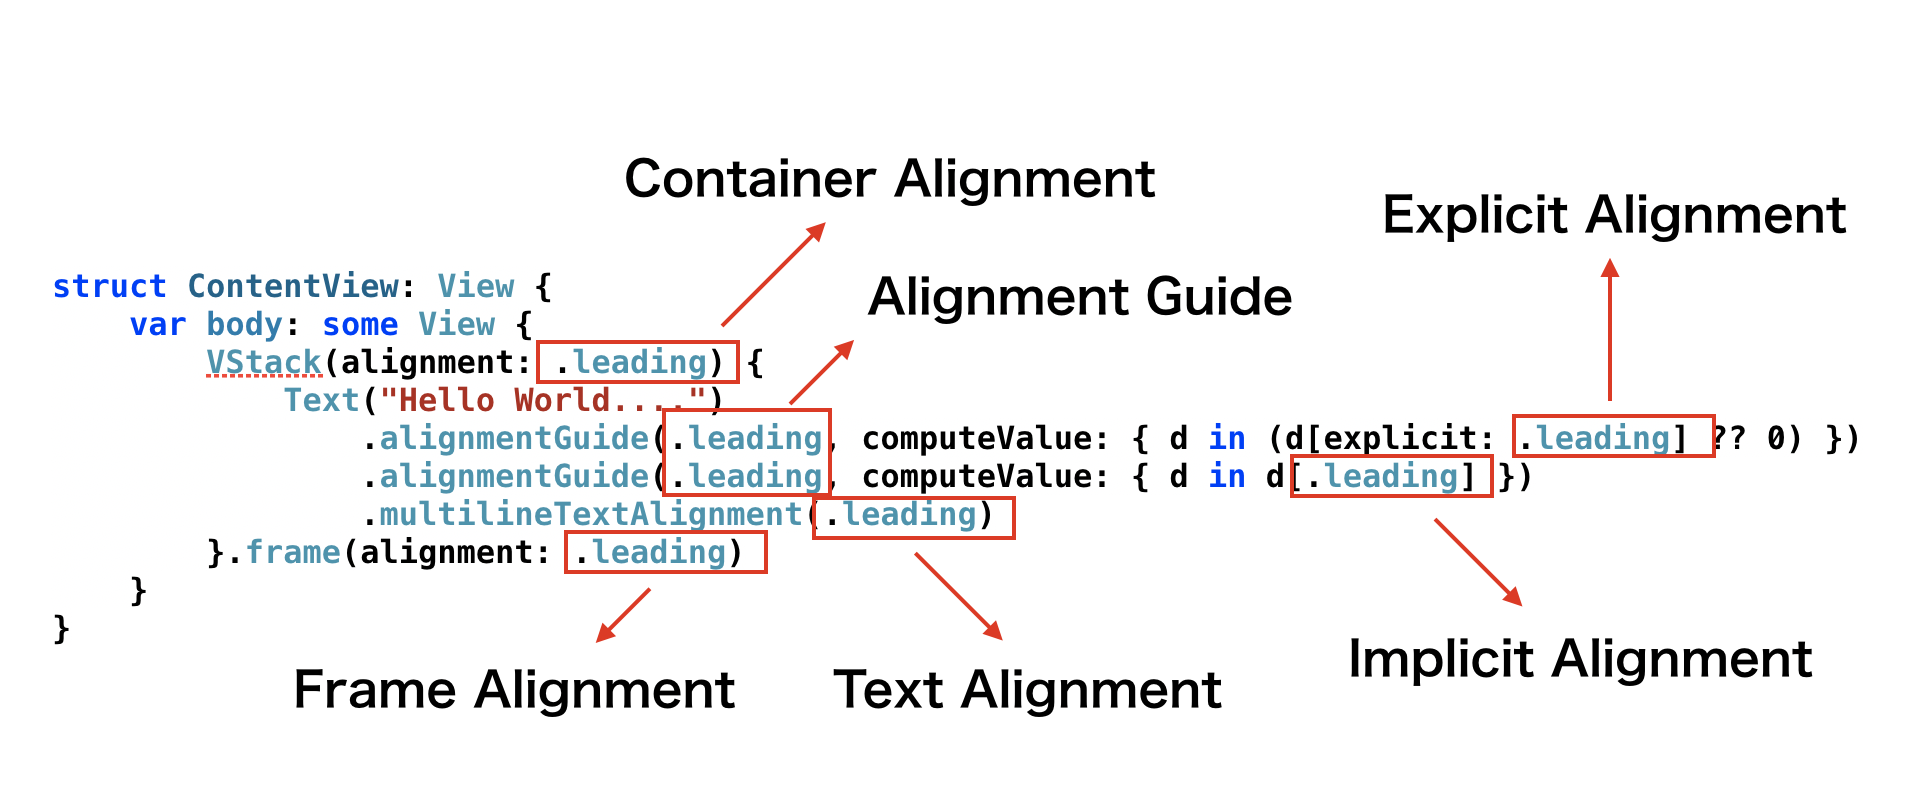 Container Alignment
Explicit Alignment
Alignment Guide
struct ContentView: View {
    var body: some View {
        VStack(alignment: .leading) {
            Text("Hello World....")
                .alignmentGuide(.leading, computeValue: { d in (d[explicit: .leading] ?? 0) })
                .alignmentGuide(.leading, computeValue: { d in d[.leading] })
                .multilineTextAlignment(.leading)
        }.frame(alignment: .leading)
    }
}
Implicit Alignment
Frame Alignment
Text Alignment